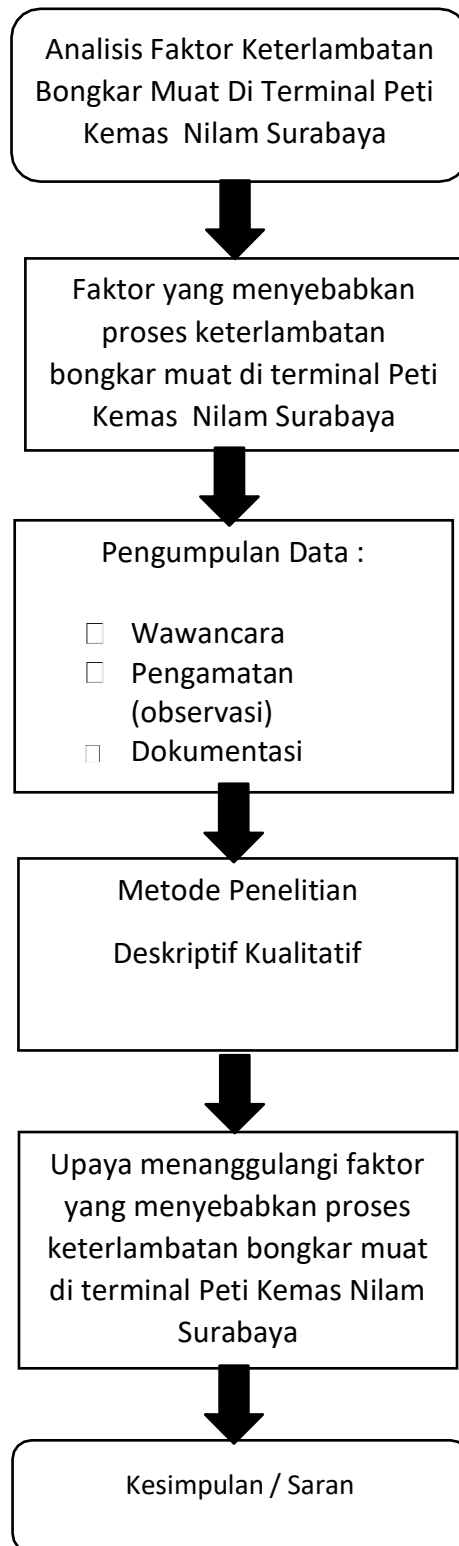 Analisis Faktor Keterlambatan
Bongkar Muat Di Terminal Peti
Kemas Nilam Surabaya
Faktor yang menyebabkan
proses keterlambatan
bongkar muat di terminal Peti
Kemas Nilam Surabaya
Pengumpulan Data :
Wawancara
Pengamatan
(observasi)
Dokumentasi
Metode Penelitian
Deskriptif Kualitatif
Upaya menanggulangi faktor
yang menyebabkan proses
keterlambatan bongkar muat
di terminal Peti Kemas Nilam
Surabaya
Kesimpulan / Saran